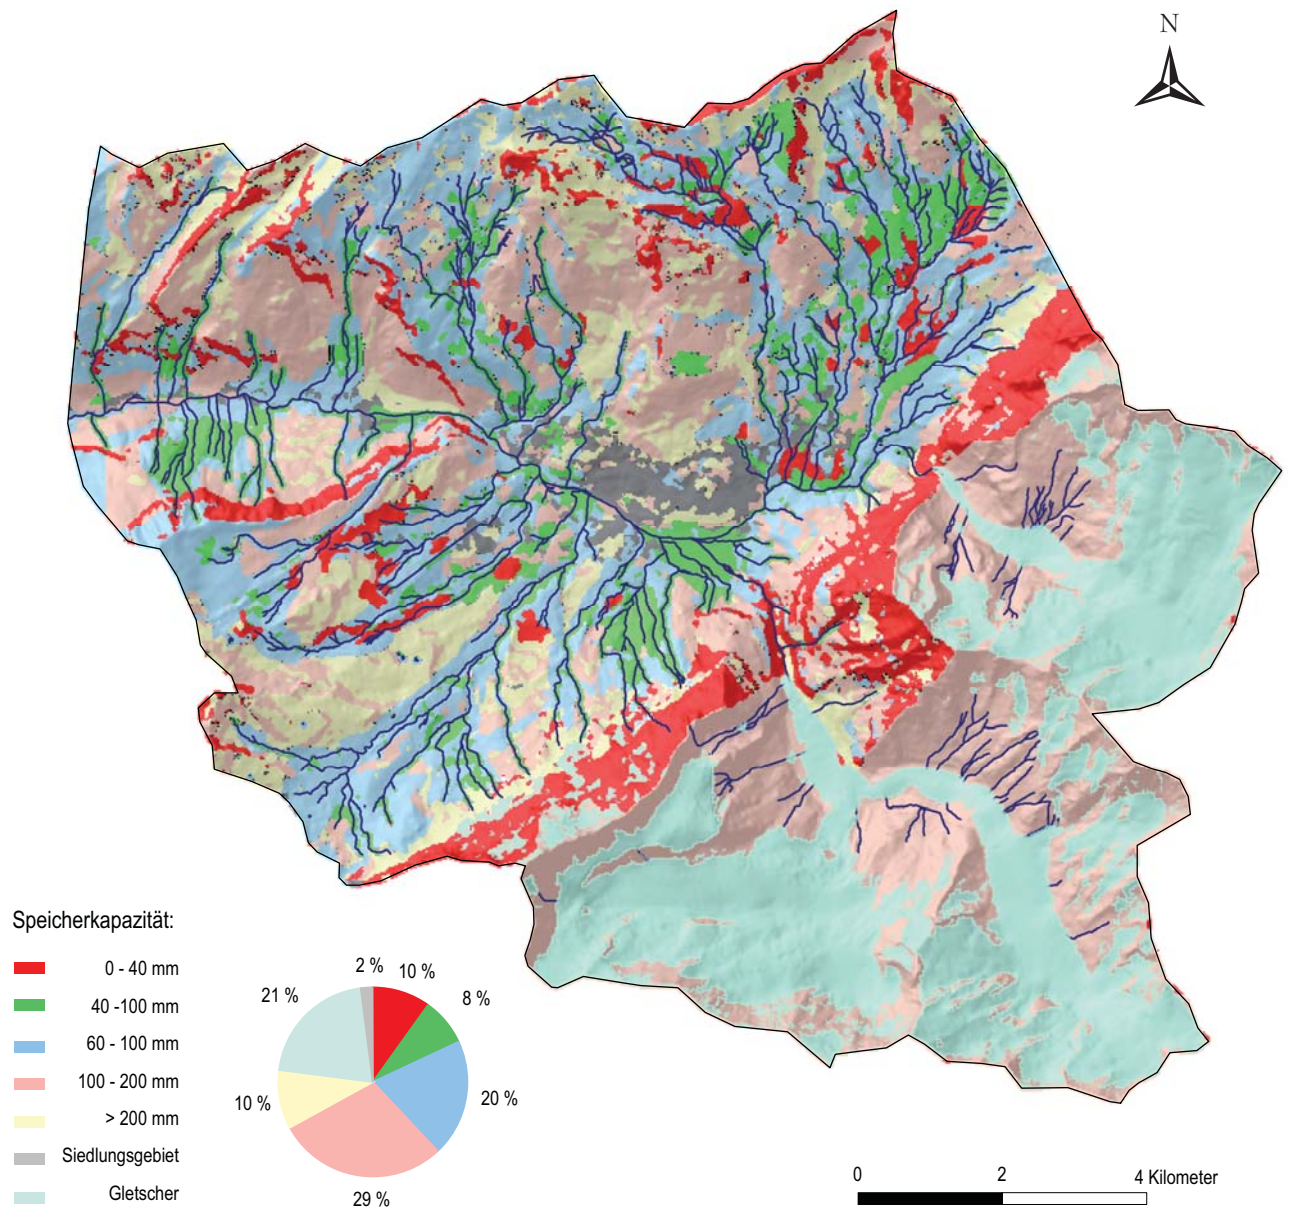 N
Speicherkapazität:
0 - 40 mm
40 -100 mm
60 - 100 mm
100 - 200 mm
> 200 mm
Siedlungsgebiet
Gletscher
2 %
10 %
8 %
20 %
29 %
10 %
21 %
0 2 4 Kilometer